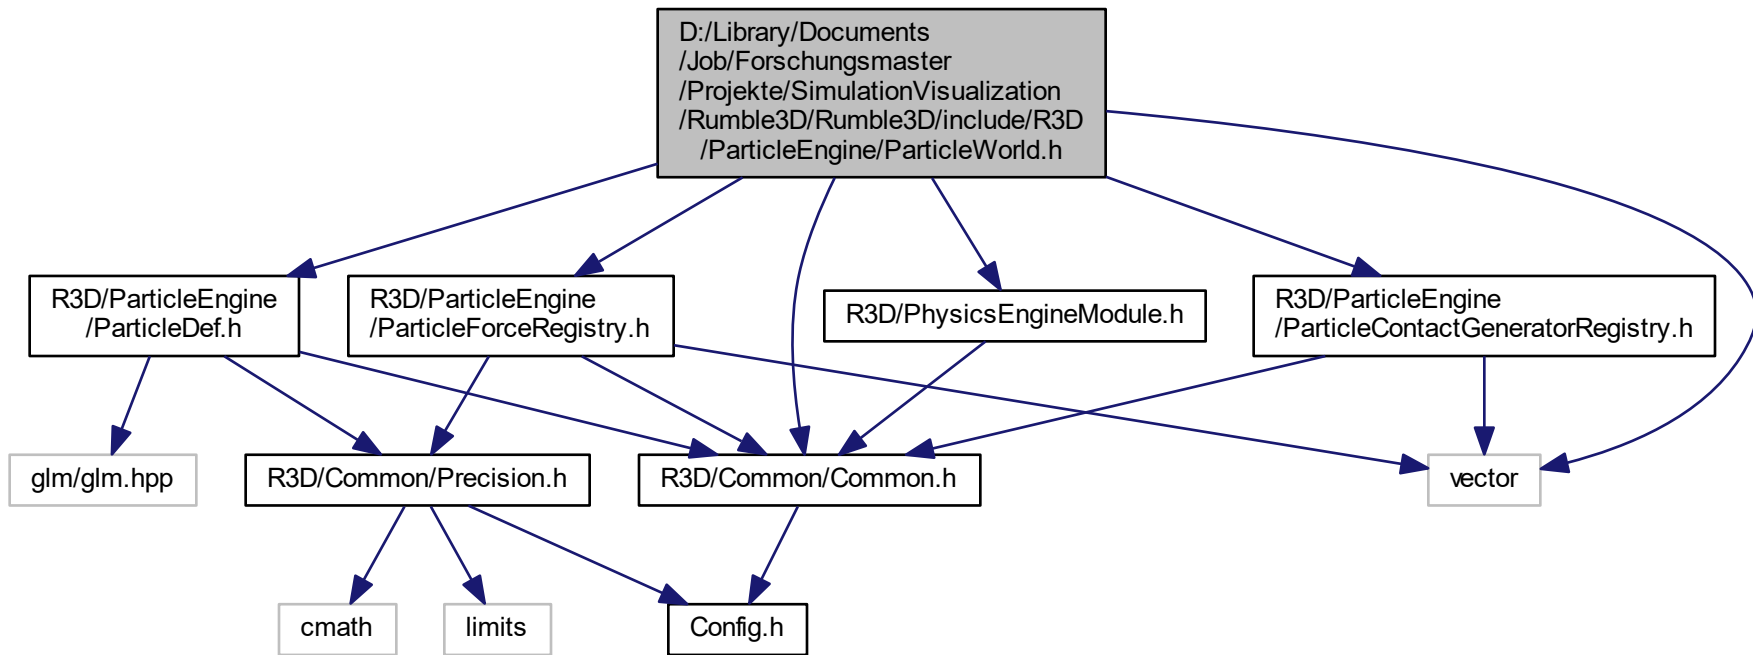 D:/Library/Documents
/Job/Forschungsmaster
/Projekte/SimulationVisualization
/Rumble3D/Rumble3D/include/R3D
/ParticleEngine/ParticleWorld.h
R3D/ParticleEngine
/ParticleDef.h
R3D/ParticleEngine
/ParticleForceRegistry.h
R3D/PhysicsEngineModule.h
R3D/ParticleEngine
/ParticleContactGeneratorRegistry.h
glm/glm.hpp
R3D/Common/Precision.h
R3D/Common/Common.h
vector
cmath
limits
Config.h